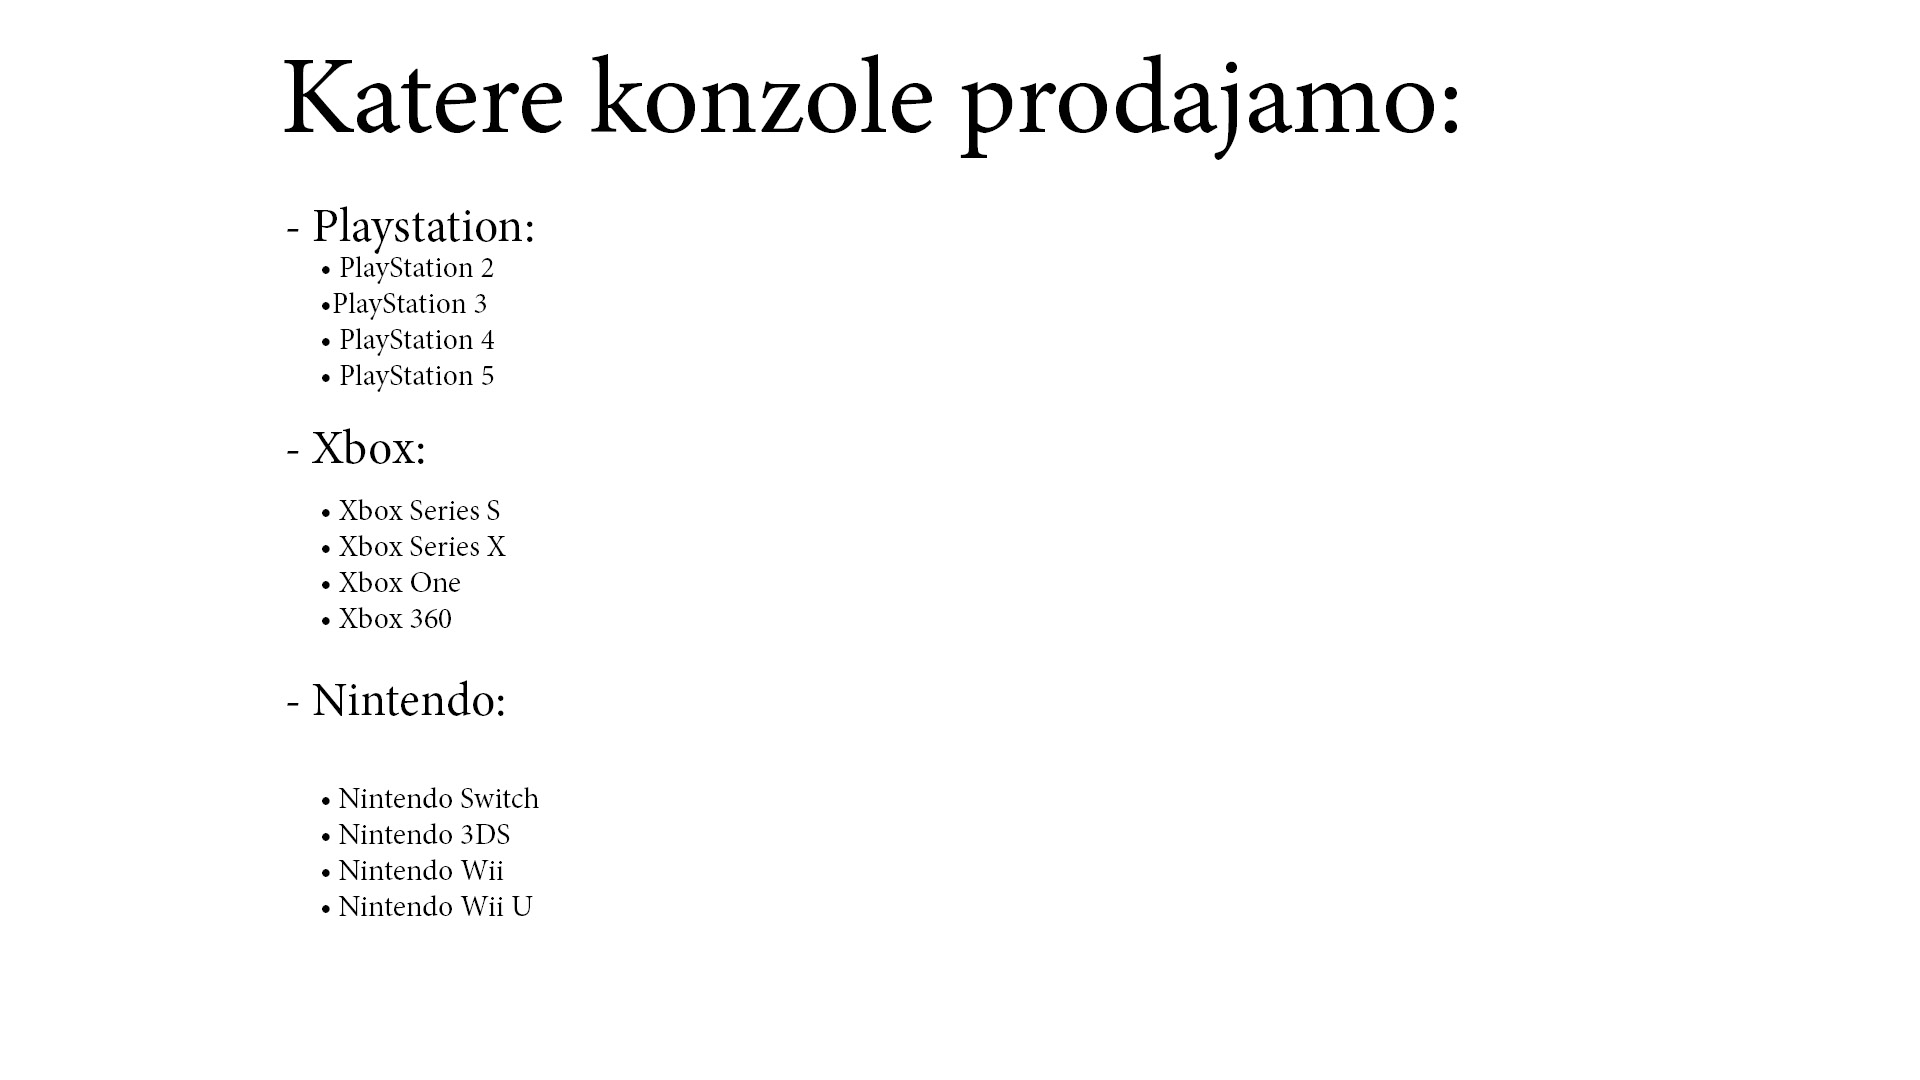 Katere konzole prodajamo:
- Playstation:
• PlayStation 2
•PlayStation 3
• PlayStation 4
• PlayStation 5
- Xbox:
• Xbox Series S
• Xbox Series X
• Xbox One
• Xbox 360
- Nintendo:
• Nintendo Switch
• Nintendo 3DS
• Nintendo Wii
• Nintendo Wii U